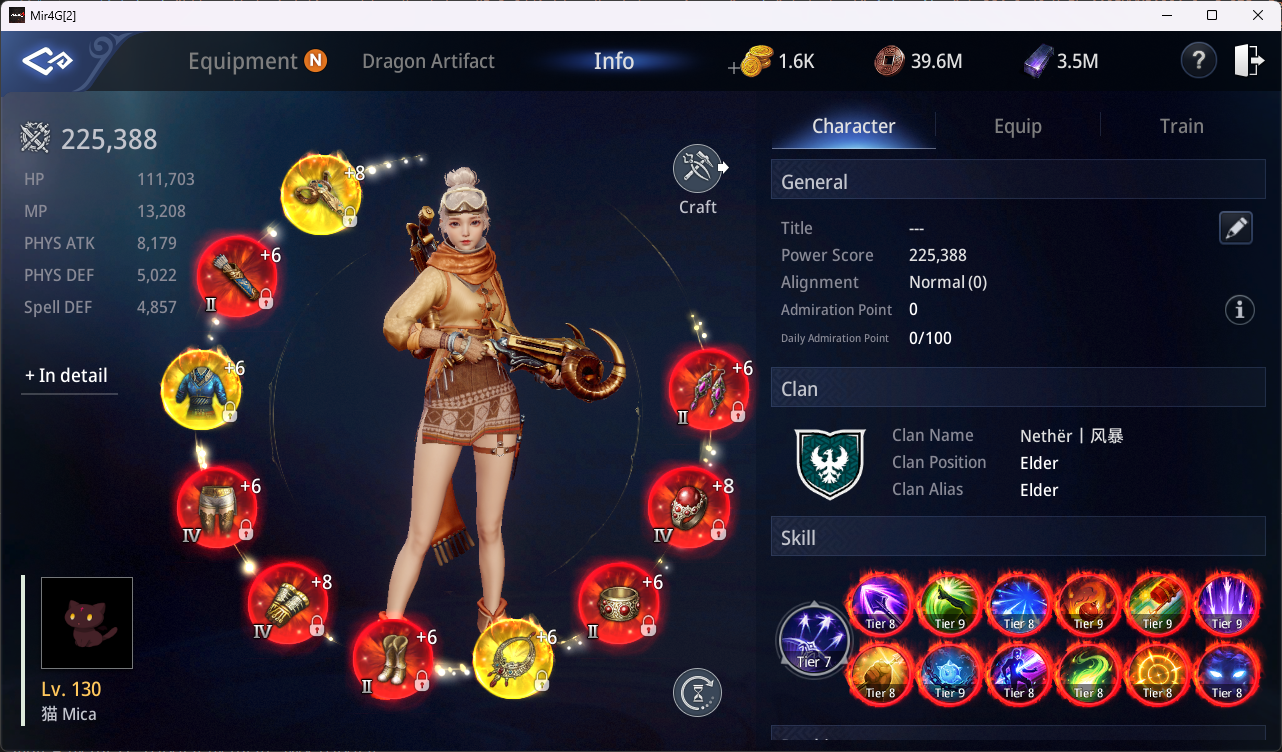 Mir4G[2]
Equipment N
Dragon Artifact
Info
1.6K
39.6M
3.5M
?
225,388
HP 111,703
MP 13,208
PHYS ATK 8,179
PHYS DEF 5,022
Spell DEF 4,857
+ In detail
+8
+6
II
+6
+6
IV
+8
IV
+6
II
+6
+6
II
+8
IV
+6
II
Craft
Lv. 130
猫 Mica
Character
Equip
Train
General
Title ---
Power Score 225,388
Alignment Normal (0)
Admiration Point 0
Daily Admiration Point 0/100
Clan
Clan Name Nethër丨风暴
Clan Position Elder
Clan Alias Elder
Skill
Tier 7
Tier 8 Tier 9 Tier 8 Tier 9 Tier 8 Tier 9
Tier 8 Tier 9 Tier 8 Tier 8 Tier 8 Tier 8